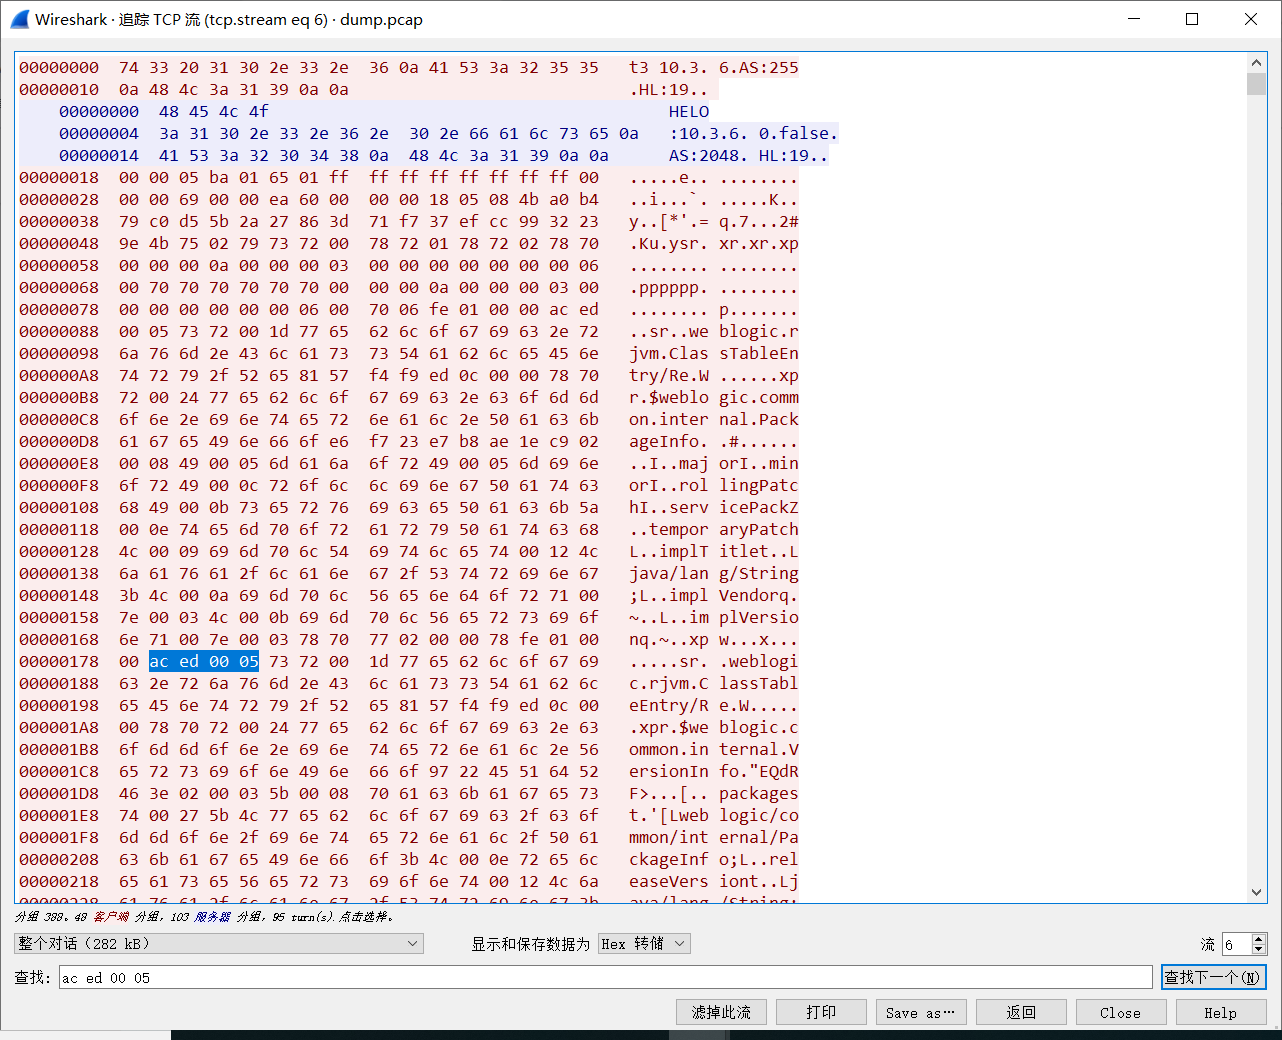 Wireshark · 追踪 TCP 流 (tcp.stream eq 6) · dump.pcap
00000000  74 33 20 31 30 2e 33 2e  36 0a 41 53 3a 32 35 35   t3 10.3. 6.AS:255
00000010  0a 48 4c 3a 31 39 0a 0a                            .HL:19..
    00000000  48 45 4c 4f                                        HELO
    00000004  3a 31 30 2e 33 2e 36 2e  30 2e 66 61 6c 73 65 0a   :10.3.6. 0.false.
    00000014  41 53 3a 32 30 34 38 0a  48 4c 3a 31 39 0a 0a      AS:2048. HL:19..
00000018  00 00 05 ba 01 65 01 ff  ff ff ff ff ff ff ff 00   .....e.. ........
00000028  00 00 69 00 00 ea 60 00  00 00 18 05 08 4b a0 b4   ..i...`. .....K..
00000038  79 c0 d5 5b 2a 27 86 3d  71 f7 37 ef cc 99 32 23   y..[*'.= q.7...2#
00000048  9e 4b 75 02 79 73 72 00  78 72 01 78 72 02 78 70   .Ku.ysr. xr.xr.xp
00000058  00 00 00 0a 00 00 00 03  00 00 00 00 00 00 00 06   ........ ........
00000068  00 70 70 70 70 70 70 00  00 00 0a 00 00 00 03 00   .pppppp. ........
00000078  00 00 00 00 00 00 06 00  70 06 fe 01 00 00 ac ed   ........ p.......
00000088  00 05 73 72 00 1d 77 65  62 6c 6f 67 69 63 2e 72   ..sr..we blogic.r
00000098  6a 76 6d 2e 43 6c 61 73  73 54 61 62 6c 65 45 6e   jvm.Clas sTableEn
000000A8  74 72 79 2f 52 65 81 57  f4 f9 ed 0c 00 00 78 70   try/Re.W ......xp
000000B8  72 00 24 77 65 62 6c 6f  67 69 63 2e 63 6f 6d 6d   r.$weblo gic.comm
000000C8  6f 6e 2e 69 6e 74 65 72  6e 61 6c 2e 50 61 63 6b   on.inter nal.Pack
000000D8  61 67 65 49 6e 66 6f e6  f7 23 e7 b8 ae 1e c9 02   ageInfo. .#......
000000E8  00 08 49 00 05 6d 61 6a  6f 72 49 00 05 6d 69 6e   ..I..maj orI..min
000000F8  6f 72 49 00 0c 72 6f 6c  6c 69 6e 67 50 61 74 63   orI..rol lingPatc
00000108  68 49 00 0b 73 65 72 76  69 63 65 50 61 63 6b 5a   hI..serv icePackZ
00000118  00 0e 74 65 6d 70 6f 72  61 72 79 50 61 74 63 68   ..tempor aryPatch
00000128  4c 00 09 69 6d 70 6c 54  69 74 6c 65 74 00 12 4c   L..implT itlet..L
00000138  6a 61 76 61 2f 6c 61 6e  67 2f 53 74 72 69 6e 67   java/lan g/String
00000148  3b 4c 00 0a 69 6d 70 6c  56 65 6e 64 6f 72 71 00   ;L..impl Vendorq.
00000158  7e 00 03 4c 00 0b 69 6d  70 6c 56 65 72 73 69 6f   ~..L..im plVersio
00000168  6e 71 00 7e 00 03 78 70  77 02 00 00 78 fe 01 00   nq.~..xp w...x...
00000178  00 ac ed 00 05 73 72 00  1d 77 65 62 6c 6f 67 69   .....sr. .weblogi
00000188  63 2e 72 6a 76 6d 2e 43  6c 61 73 73 54 61 62 6c   c.rjvm.C lassTabl
00000198  65 45 6e 74 72 79 2f 52  65 81 57 f4 f9 ed 0c 00   eEntry/R e.W.....
000001A8  00 78 70 72 00 24 77 65  62 6c 6f 67 69 63 2e 63   .xpr.$we blogic.c
000001B8  6f 6d 6d 6f 6e 2e 69 6e  74 65 72 6e 61 6c 2e 56   ommon.in ternal.V
000001C8  65 72 73 69 6f 6e 49 6e  66 6f 97 22 45 51 64 52   ersionIn fo."EQdR
000001D8  46 3e 02 00 03 5b 00 08  70 61 63 6b 61 67 65 73   F>...[.. packages
000001E8  74 00 27 5b 4c 77 65 62  6c 6f 67 69 63 2f 63 6f   t.'[Lweb logic/co
000001F8  6d 6d 6f 6e 2f 69 6e 74  65 72 6e 61 6c 2f 50 61   mmon/int ernal/Pa
00000208  63 6b 61 67 65 49 6e 66  6f 3b 4c 00 0e 72 65 6c   ckageInf o;L..rel
00000218  65 61 73 65 56 65 72 73  69 6f 6e 74 00 12 4c 6a   easeVers iont..Lj
00000228  61 76 61 2f 6c 61 6e 67  2f 53 74 72 69 6e 67 3b   ava/lang /String;
分组 389。49 客户端 分组，103 服务器 分组，95 turn(s).点击选择。
整个对话（282 kB）
显示和保存数据为 Hex 转储
流 6
查找: ac ed 00 05 查找下一个(N)
滤掉此流 打印 Save as… 返回 Close Help